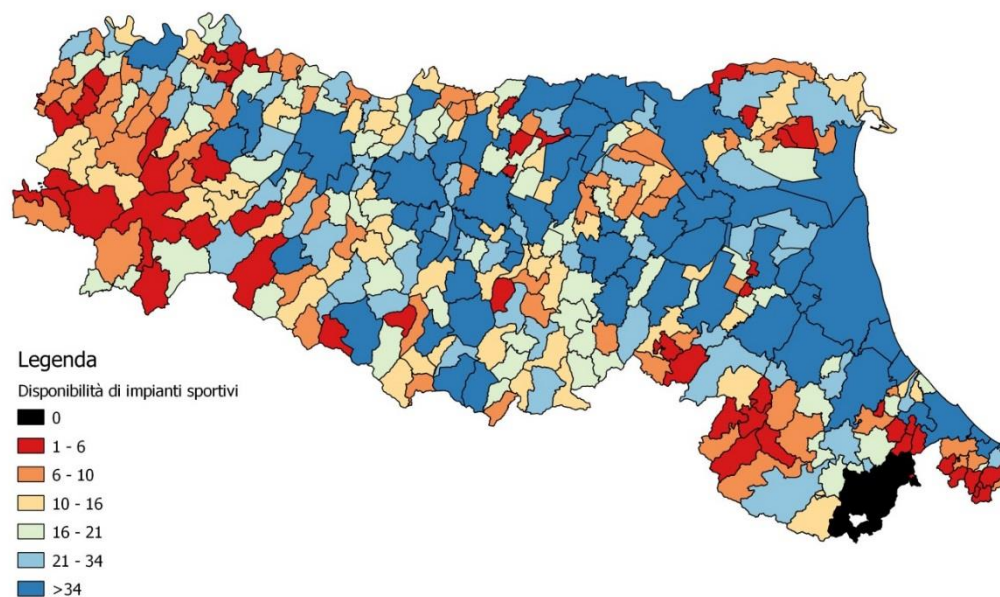 Legenda
Disponibilità di impianti sportivi
0
1 - 6
6 - 10
10 - 16
16 - 21
21 - 34
>34